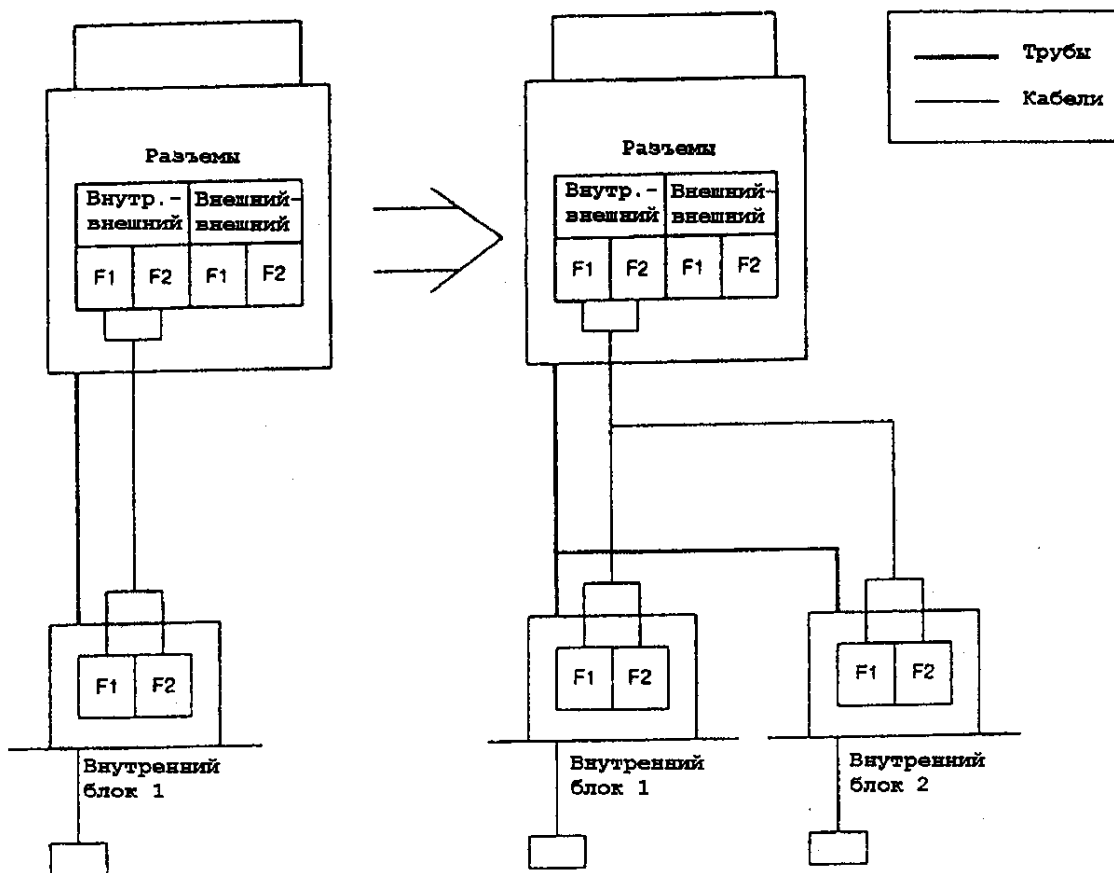 Трубы
Кабели
Разъемы
Внутр.-
внешний
Внешний-
внешний
F1
F2
F1
F2
Разъемы
Внутр.-
внешний
Внешний-
внешний
F1
F2
F1
F2
F1
F2
F1
F2
F1
F2
Внутренний
блок 1
Внутренний
блок 1
Внутренний
блок 2